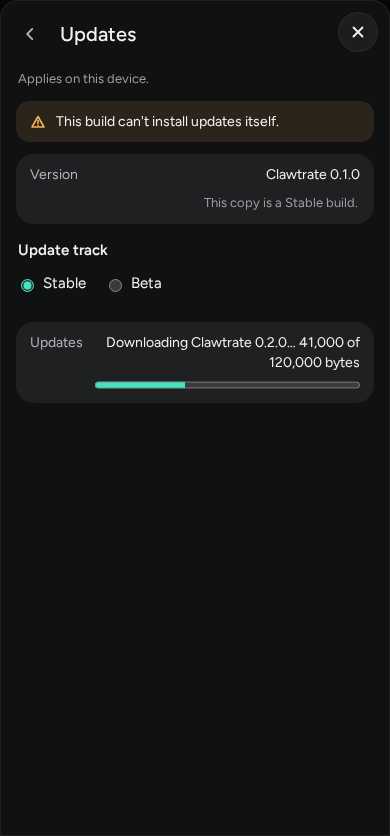 Updates
Applies on this device.
This build can't install updates itself.
Version
Clawtrate 0.1.0
This copy is a Stable build.
Update track
Stable
Beta
Updates
Downloading Clawtrate 0.2.0... 41,000 of
120,000 bytes